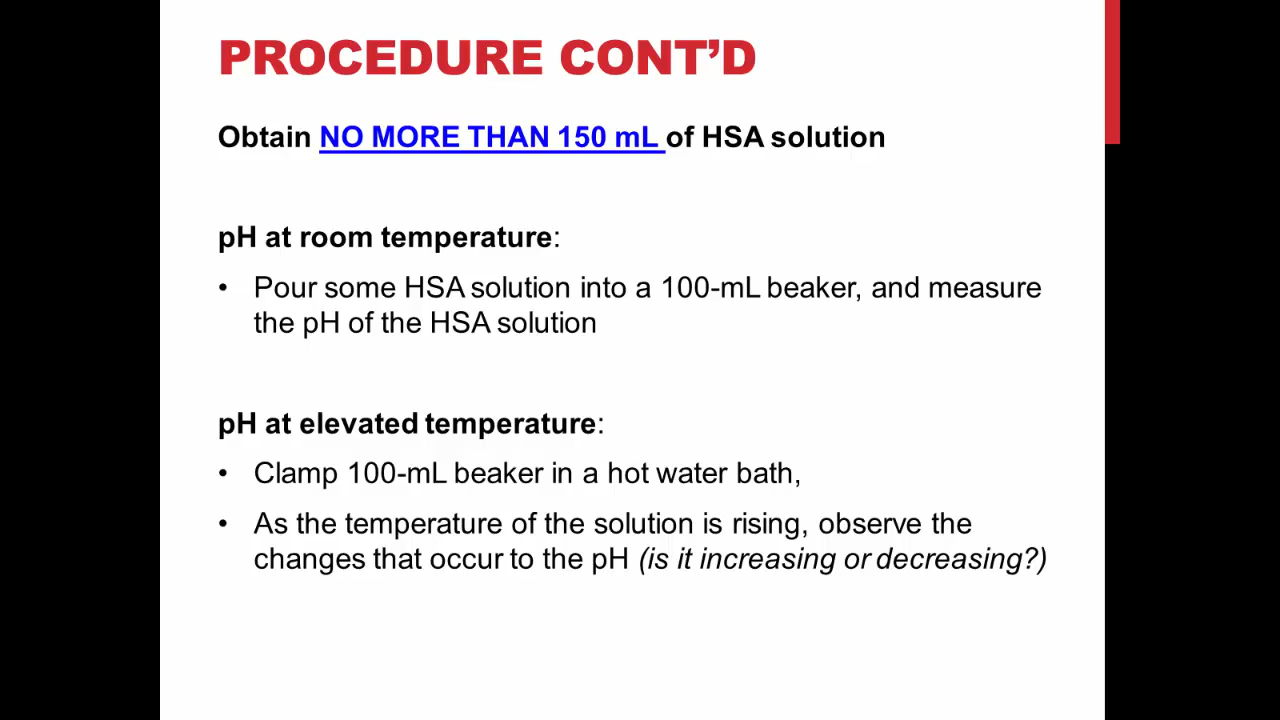 PROCEDURE CONT’D
Obtain NO MORE THAN 150 mL of HSA solution
pH at room temperature:
• Pour some HSA solution into a 100-mL beaker, and measure
the pH of the HSA solution
pH at elevated temperature:
• Clamp 100-mL beaker in a hot water bath,
• As the temperature of the solution is rising, observe the
changes that occur to the pH (is it increasing or decreasing?)